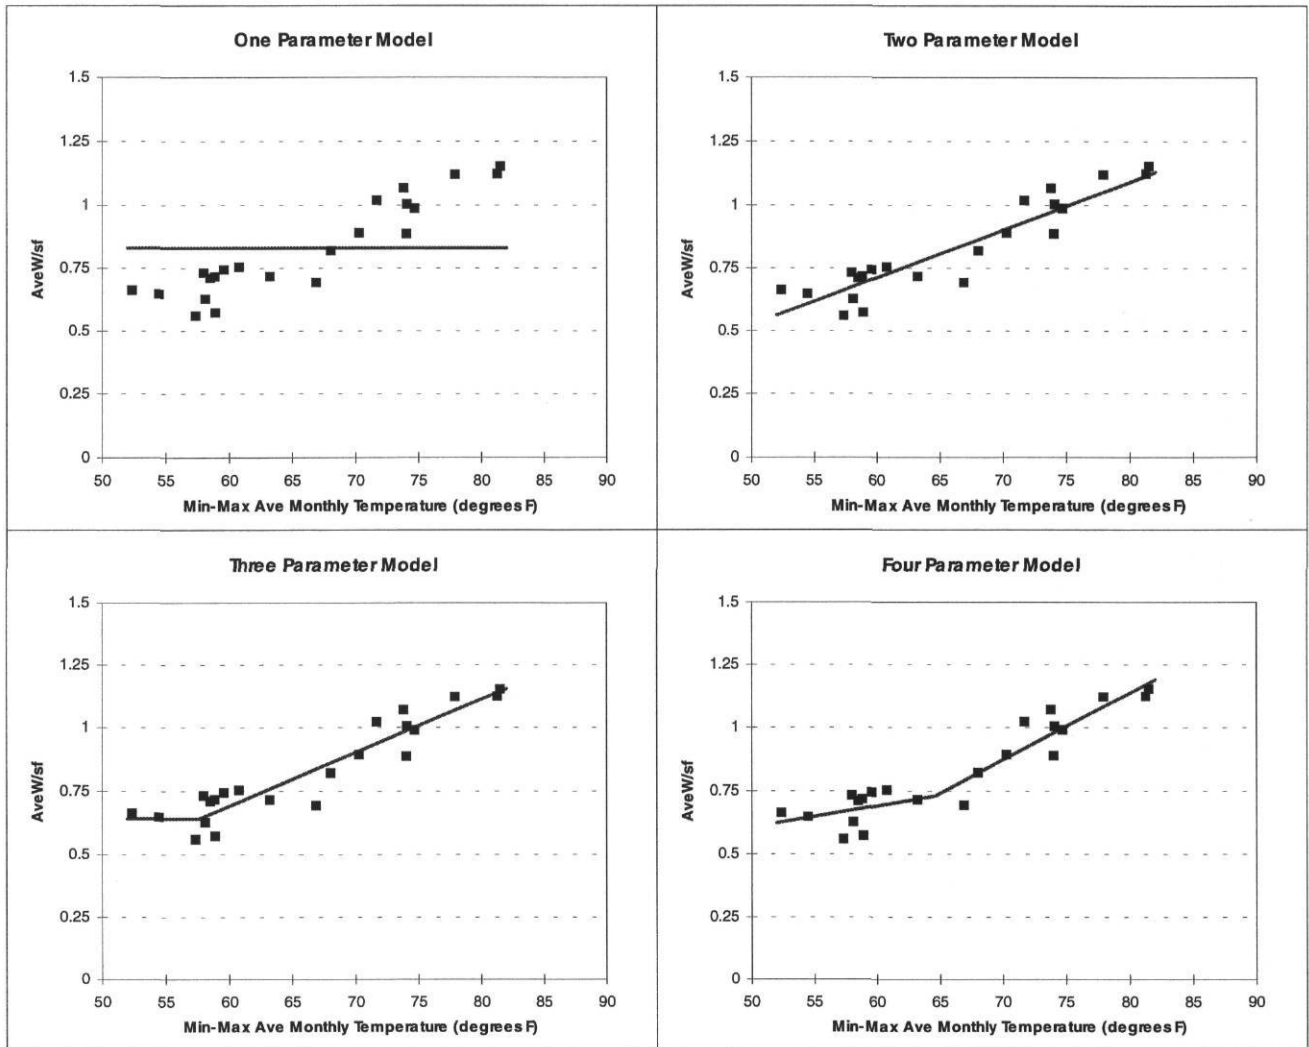 One Parameter Model
1.5
1.25
1
0.75
0.5
0.25
0
AveW/sf
50 55 60 65 70 75 80 85 90
Min-Max Ave Monthly Temperature (degrees F)
Two Parameter Model
1.5
1.25
1
0.75
0.5
0.25
0
AveW/sf
50 55 60 65 70 75 80 85 90
Min-Max Ave Monthly Temperature (degrees F)
Three Parameter Model
1.5
1.25
1
0.75
0.5
0.25
0
AveW/sf
50 55 60 65 70 75 80 85 90
Min-Max Ave Monthly Temperature (degrees F)
Four Parameter Model
1.5
1.25
1
0.75
0.5
0.25
0
AveW/sf
50 55 60 65 70 75 80 85 90
Min-Max Ave Monthly Temperature (degrees F)